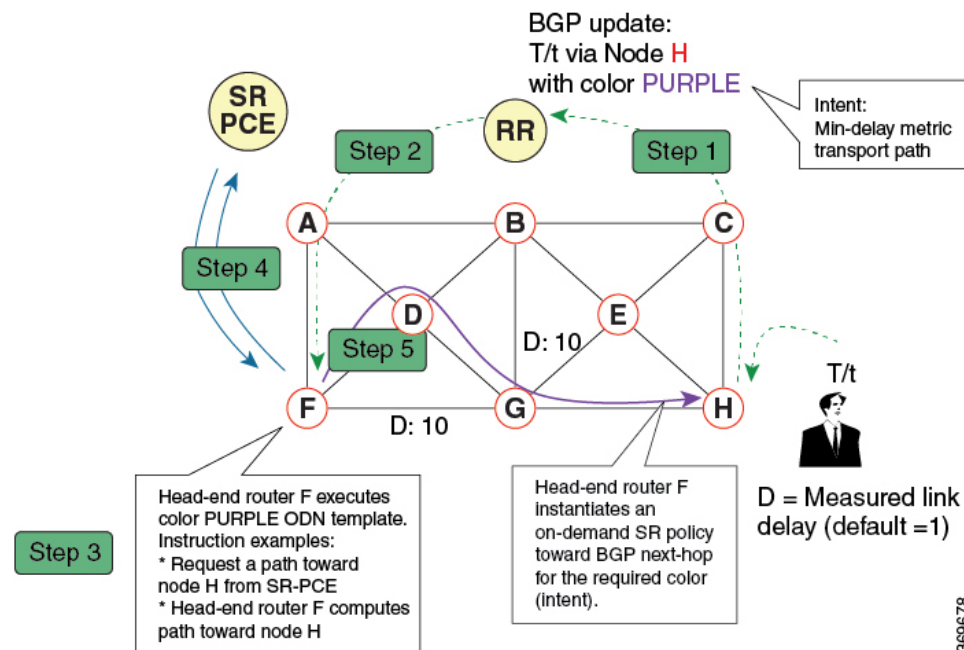 BGP update:
T/t via Node H
with color PURPLE
SR
PCE
RR
Intent:
Min-delay metric
transport path
Step 2
Step 1
A
B
C
Step 4
D
E
Step 5
D: 10
T/t
F
G
H
D: 10
Head-end router F executes
color PURPLE ODN template.
Instruction examples:
* Request a path toward
node H from SR-PCE
* Head-end router F computes
path toward node H
Head-end router F
instantiates an
on-demand SR policy
toward BGP next-hop
for the required color
(intent).
D = Measured link
delay (default =1)
Step 3
369678